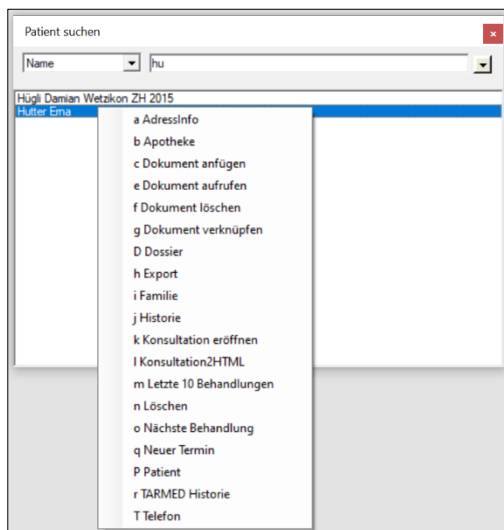 Patient suchen
Name hu
Hügli Damian Wetzikon ZH 2015
Hutter Erna
a AdressInfo
b Apotheke
c Dokument anfügen
e Dokument aufrufen
f Dokument löschen
g Dokument verknüpfen
D Dossier
h Export
i Familie
j Historie
k Konsultation eröffnen
l Konsultation2HTML
m Letzte 10 Behandlungen
n Löschen
o Nächste Behandlung
q Neuer Termin
P Patient
r TARMED Historie
T Telefon